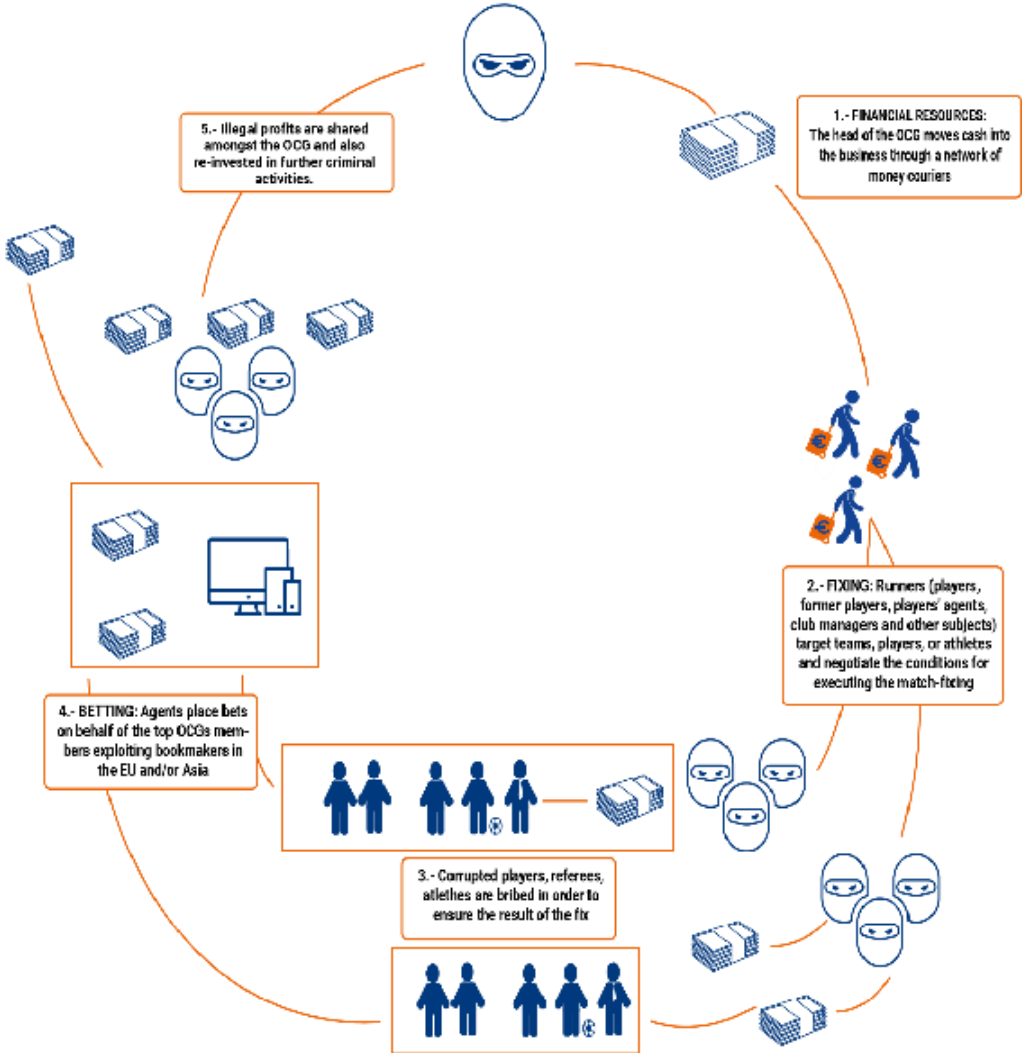 1.- FINANCIAL RESOURCES:
The head of the OCG moves cash into
the business through a network of
money couriers
5.- Illegal profits are shared
amongst the OCG and also
re-invested in further criminal
activities.
€
€
€
2.- FIXING: Runners (players,
former players, players' agents,
club managers and other subjects)
target teams, players, or athletes
and negotiate the conditions for
executing the match-fixing
4.- BETTING: Agents place bets
on behalf of the top OCGs mem-
bers exploiting bookmakers in
the EU and/or Asia
3.- Corrupted players, referees,
atlethes are bribed in order to
ensure the result of the fix